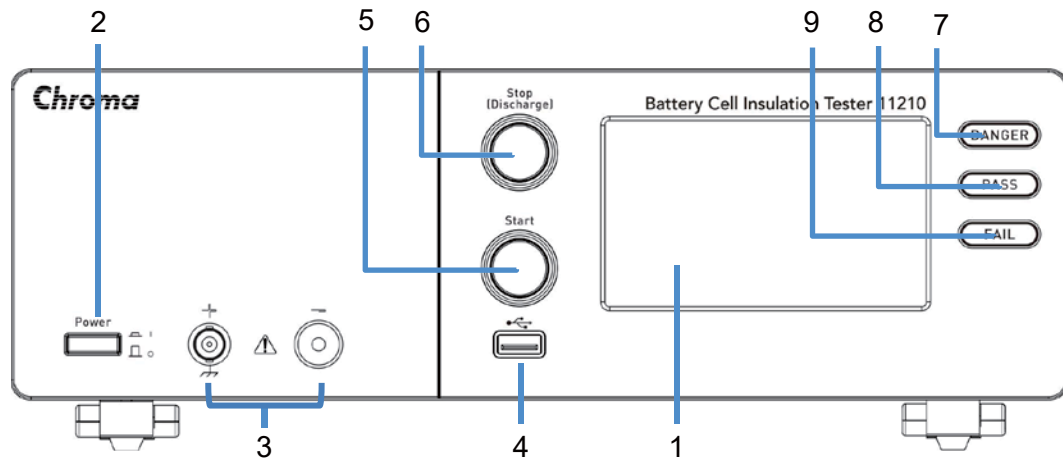 2
5
6
9
8
7
Chroma
Stop
(Discharge)
Battery Cell Insulation Tester 11210
DANGER
PASS
FAIL
Start
Power
I
O
+
−
3
4
1